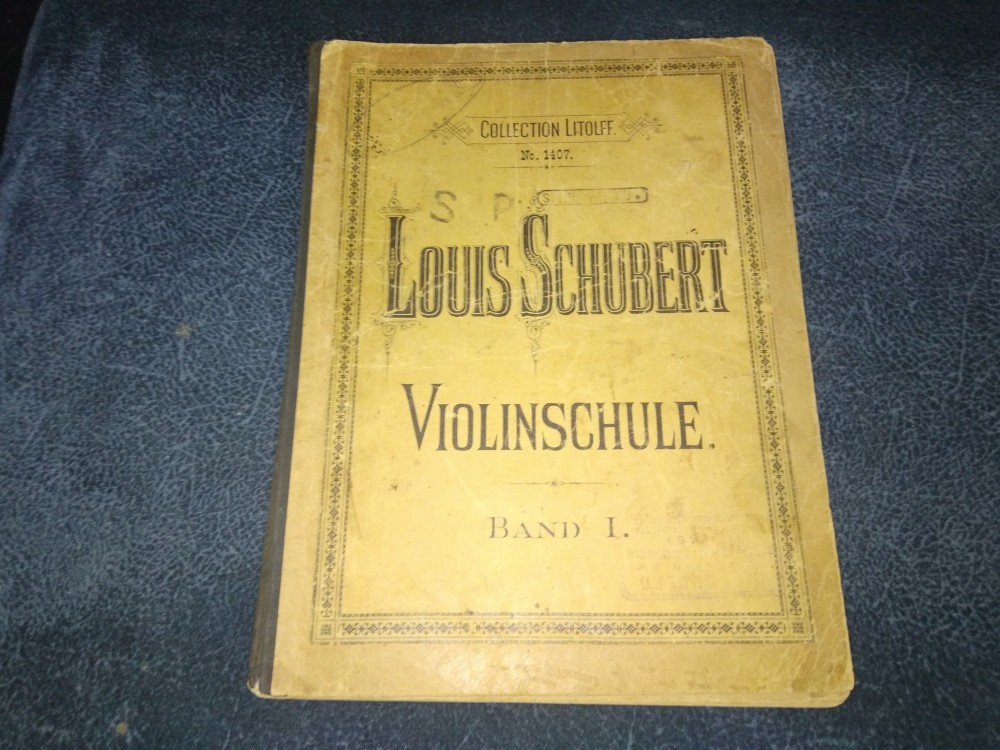 COLLECTION LITOLFF.
No. 1407.
S P
LOUIS SCHUBERT
VIOLINSCHULE.
BAND I.